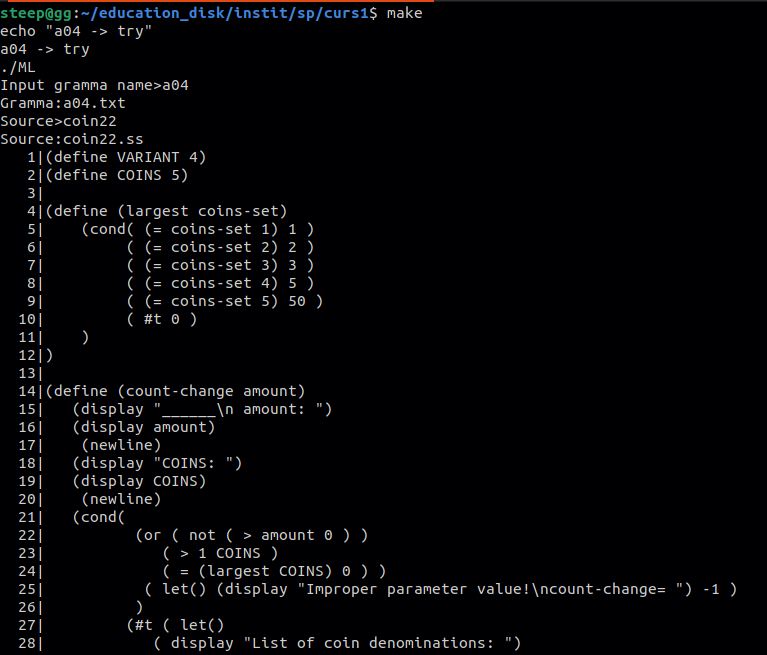 steep@gg:~/education_disk/instit/sp/curs1$ make
echo "a04 -> try"
a04 -> try
./ML
Input gramma name>a04
Gramma:a04.txt
Source>coin22
Source:coin22.ss
   1|(define VARIANT 4)
   2|(define COINS 5)
   3|
   4|(define (largest coins-set)
   5|    (cond( (= coins-set 1) 1 )
   6|         ( (= coins-set 2) 2 )
   7|         ( (= coins-set 3) 3 )
   8|         ( (= coins-set 4) 5 )
   9|         ( (= coins-set 5) 50 )
  10|         ( #t 0 )
  11|    )
  12|)
  13|
  14|(define (count-change amount)
  15|   (display "______\n amount: ")
  16|   (display amount)
  17|    (newline)
  18|   (display "COINS: ")
  19|   (display COINS)
  20|    (newline)
  21|   (cond(
  22|          (or ( not ( > amount 0 ) )
  23|             ( > 1 COINS )
  24|             ( = (largest COINS) 0 ) )
  25|           ( let() (display "Improper parameter value!\ncount-change= ") -1 )
  26|          )
  27|         (#t ( let()
  28|            ( display "List of coin denominations: ")